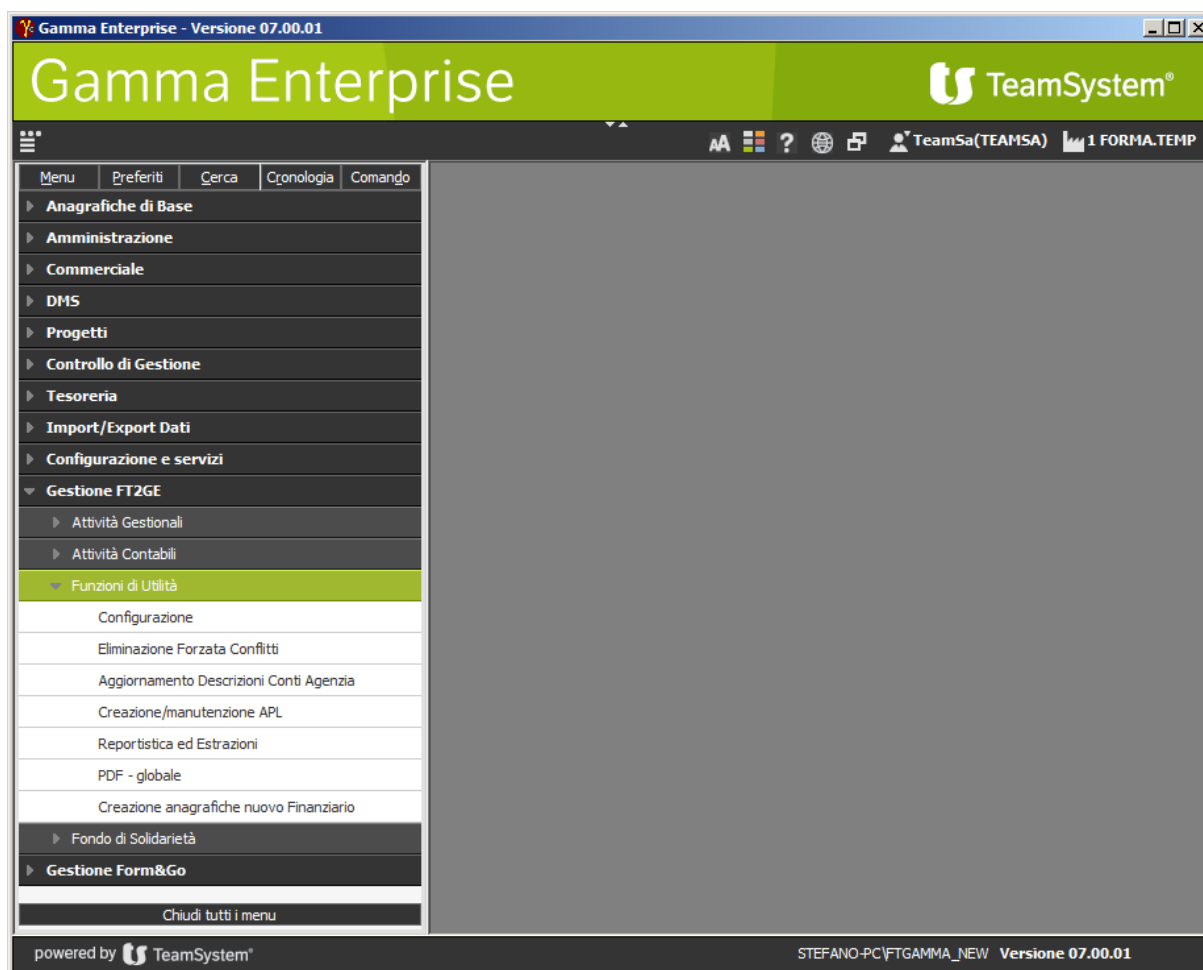 Gamma Enterprise - Versione 07.00.01
Gamma Enterprise
TeamSystem®
AA ? TeamSa(TEAMSA) 1 FORMA.TEMP
Menu Preferiti Cerca Cronologia Comando
Anagrafiche di Base
Amministrazione
Commerciale
DMS
Progetti
Controllo di Gestione
Tesoreria
Import/Export Dati
Configurazione e servizi
Gestione FT2GE
Attività Gestionali
Attività Contabili
Funzioni di Utilità
Configurazione
Eliminazione Forzata Conflitti
Aggiornamento Descrizioni Conti Agenzia
Creazione/manutenzione APL
Reportistica ed Estrazioni
PDF - globale
Creazione anagrafiche nuovo Finanziario
Fondo di Solidarietà
Gestione Form&Go
Chiudi tutti i menu
powered by TeamSystem® STEFANO-PC\FTGAMMA_NEW Versione 07.00.01